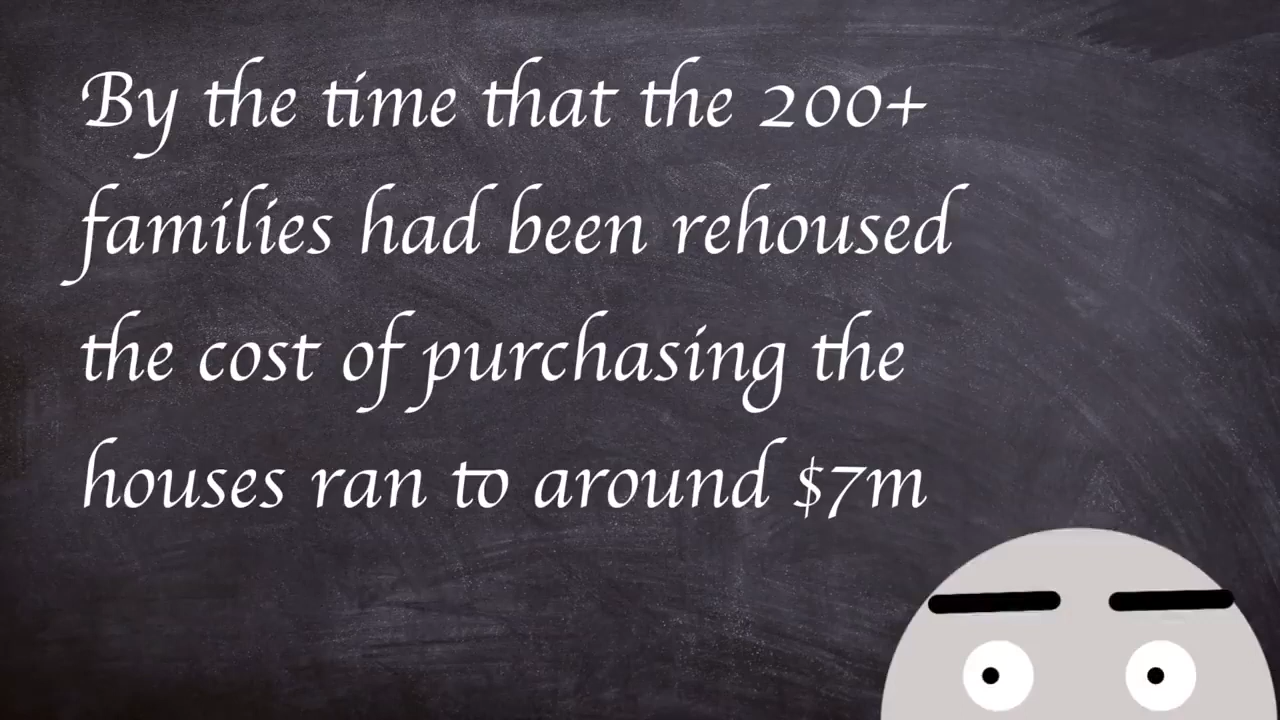 By the time that the 200+
families had been rehoused
the cost of purchasing the
houses ran to around $7m